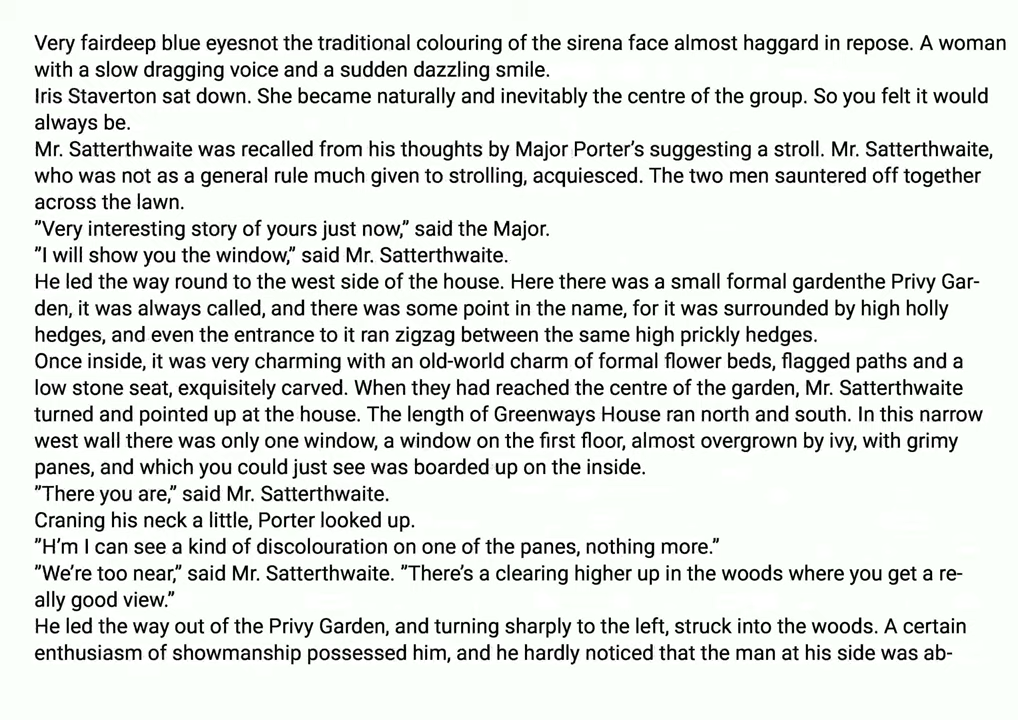 Very fairdeep blue eyesnot the traditional colouring of the sirena face almost haggard in repose. A woman
with a slow dragging voice and a sudden dazzling smile.
Iris Staverton sat down. She became naturally and inevitably the centre of the group. So you felt it would
always be.
Mr. Satterthwaite was recalled from his thoughts by Major Porter’s suggesting a stroll. Mr. Satterthwaite,
who was not as a general rule much given to strolling, acquiesced. The two men sauntered off together
across the lawn.
”Very interesting story of yours just now,” said the Major.
”I will show you the window,” said Mr. Satterthwaite.
He led the way round to the west side of the house. Here there was a small formal gardenthe Privy Gar-
den, it was always called, and there was some point in the name, for it was surrounded by high holly
hedges, and even the entrance to it ran zigzag between the same high prickly hedges.
Once inside, it was very charming with an old-world charm of formal flower beds, flagged paths and a
low stone seat, exquisitely carved. When they had reached the centre of the garden, Mr. Satterthwaite
turned and pointed up at the house. The length of Greenways House ran north and south. In this narrow
west wall there was only one window, a window on the first floor, almost overgrown by ivy, with grimy
panes, and which you could just see was boarded up on the inside.
”There you are,” said Mr. Satterthwaite.
Craning his neck a little, Porter looked up.
”H’m I can see a kind of discolouration on one of the panes, nothing more.”
”We’re too near,” said Mr. Satterthwaite. ”There’s a clearing higher up in the woods where you get a re-
ally good view.”
He led the way out of the Privy Garden, and turning sharply to the left, struck into the woods. A certain
enthusiasm of showmanship possessed him, and he hardly noticed that the man at his side was ab-